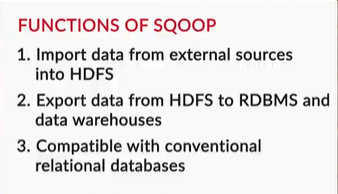 FUNCTIONS OF SQOOP
1. Import data from external sources
into HDFS
2. Export data from HDFS to RDBMS and
data warehouses
3. Compatible with conventional
relational databases